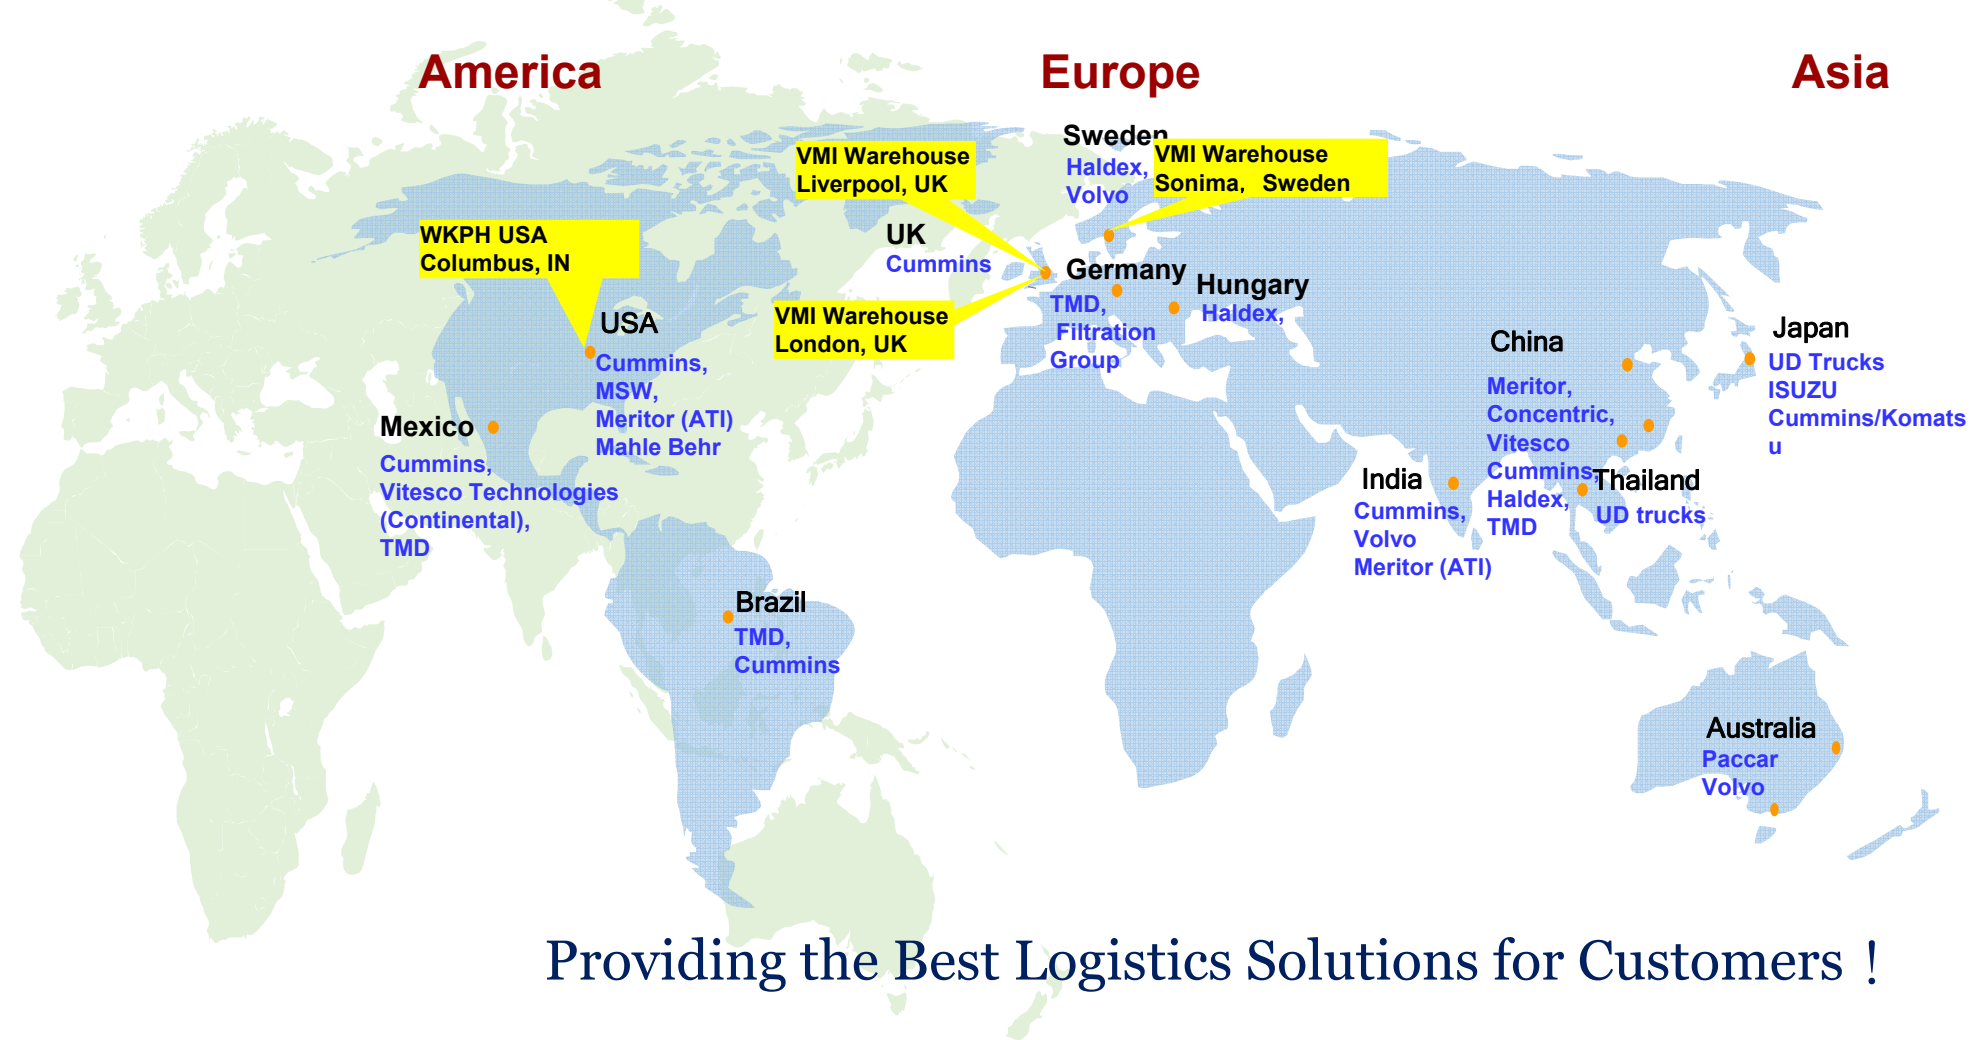 America
Europe
Asia
Sweden
Haldex,
Volvo
VMI Warehouse
Sonima, Sweden
VMI Warehouse
Liverpool, UK
UK
Cummins
WKPH USA
Columbus, IN
USA
Cummins,
MSW,
Meritor (ATI)
Mahle Behr
VMI Warehouse
London, UK
Germany
TMD,
Filtration
Group
Hungary
Haldex,
Mexico
Cummins,
Vitesco Technologies
(Continental),
TMD
Brazil
TMD,
Cummins
China
Meritor,
Concentric,
Vitesco
Cummins,
Haldex,
TMD
Japan
UD Trucks
ISUZU
Cummins/Komats
u
India
Cummins,
Volvo
Meritor (ATI)
Thailand
UD trucks
Australia
Paccar
Volvo
Providing the Best Logistics Solutions for Customers！